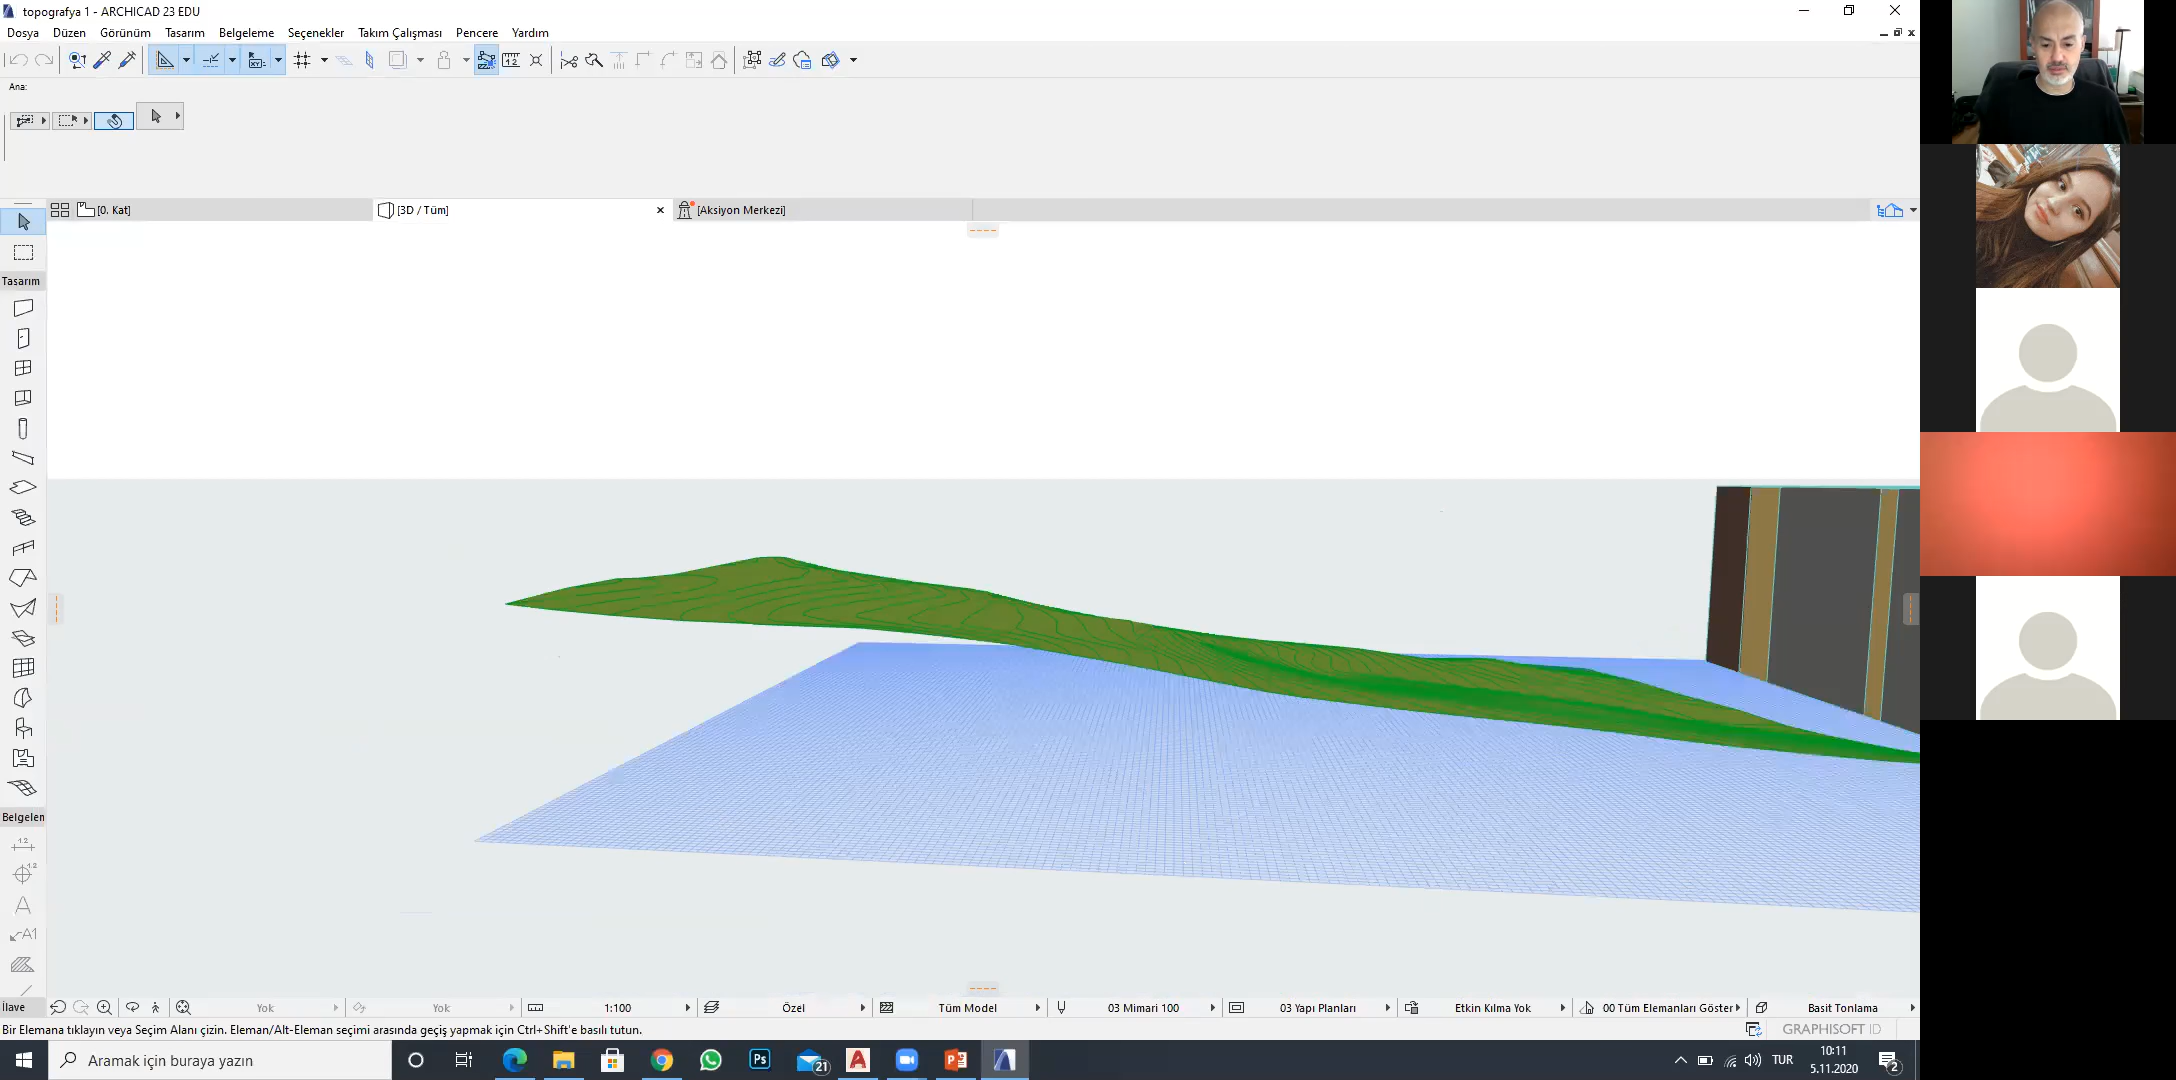 topografya 1 - ARCHICAD 23 EDU
Dosya Düzen Görünüm Tasarım Belgeleme Seçenekler Takım Çalışması Pencere Yardım
Ana:
[0. Kat] [3D / Tüm] [Aksiyon Merkezi]
Tasarım
Belgelen
İlave
Yok Yok 1:100 Özel Tüm Model 03 Mimari 100 03 Yapı Planları Etkin Kılma Yok 00 Tüm Elemanları Göster Basit Tonlama
Bir Elemana tıklayın veya Seçim Alanı çizin. Eleman/Alt-Eleman seçimi arasında geçiş yapmak için Ctrl+Shift'e basılı tutun.
GRAPHISOFT ID
Aramak için buraya yazın
Ps
21
TUR
10:11
5.11.2020
2